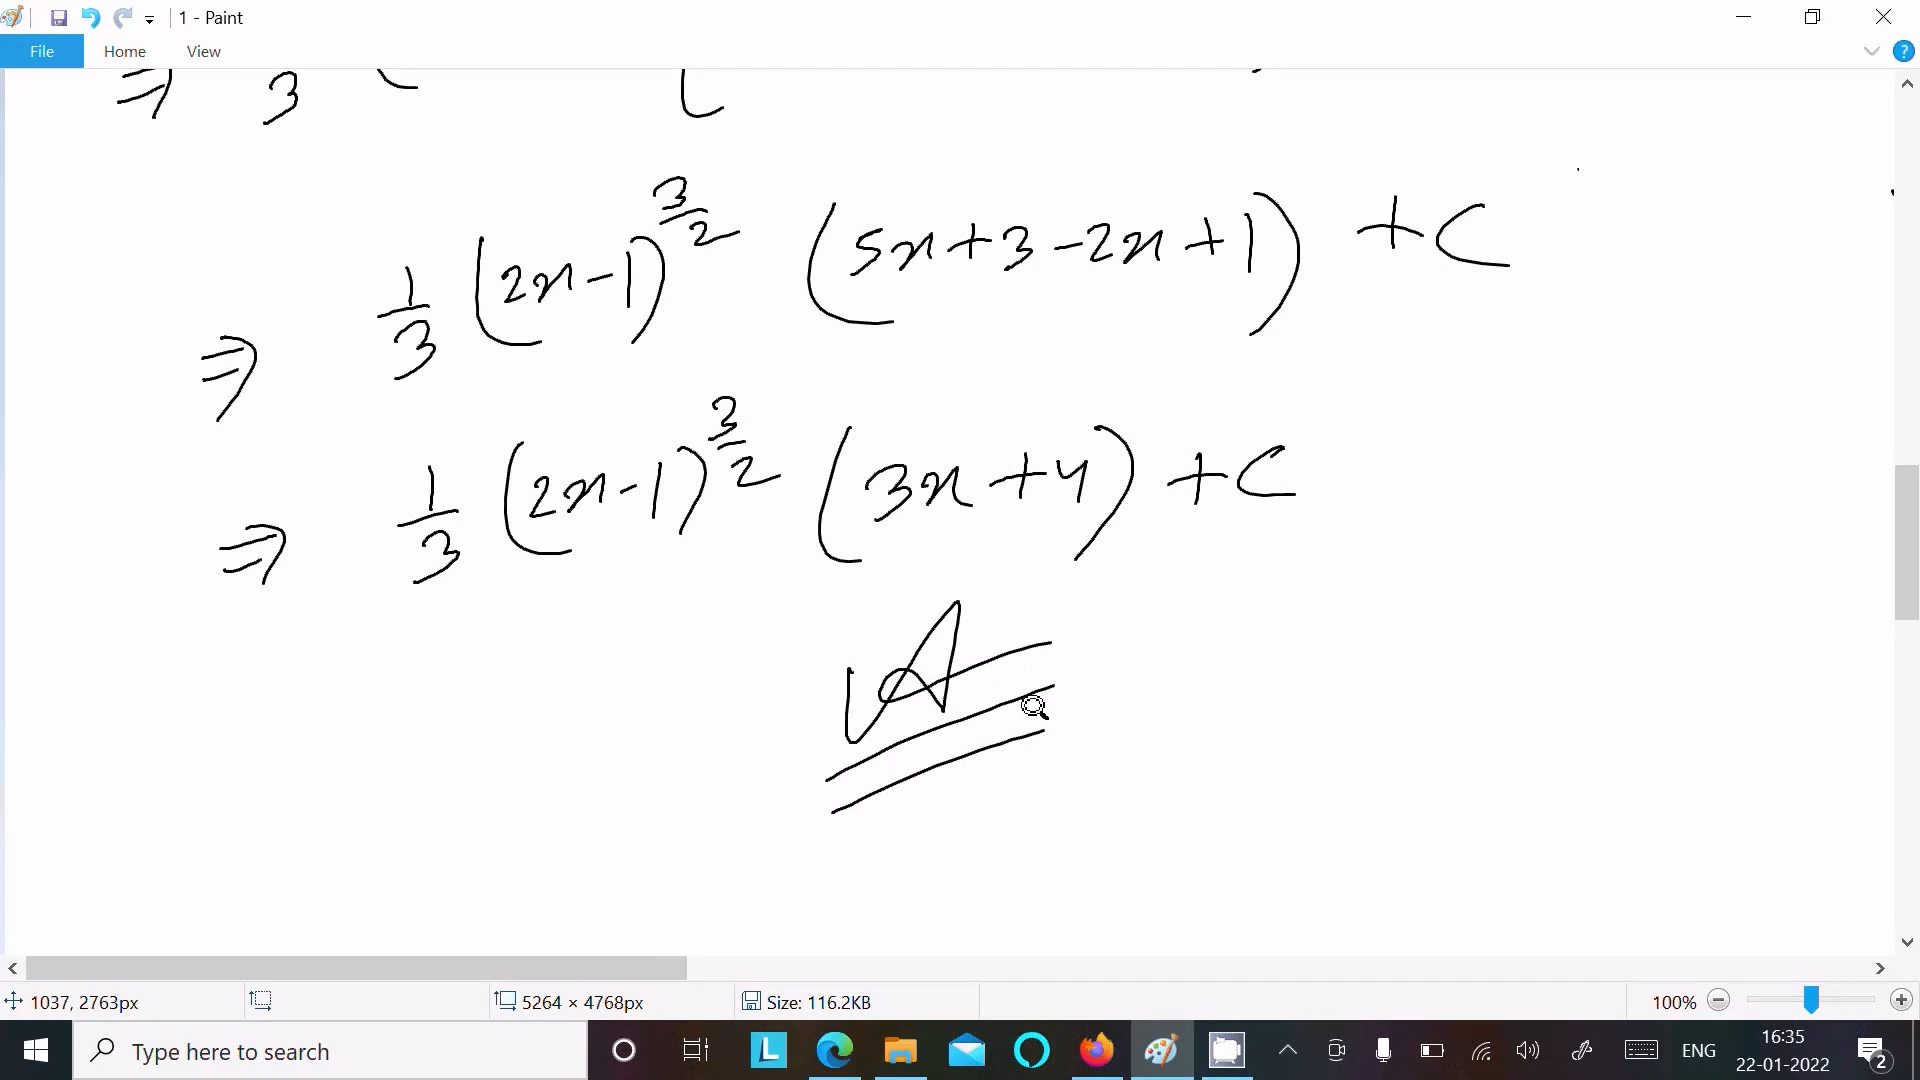 1 - Paint
File Home View
⇒ 3
⇒ 1/3 (2x-1)^3/2 (5x+3-2x+1) +C
⇒ 1/3 (2x-1)^3/2 (3x+4) +C
1037, 2763px 5264 × 4768px Size: 116.2KB 100%
Type here to search L ENG 16:35
22-01-2022 2